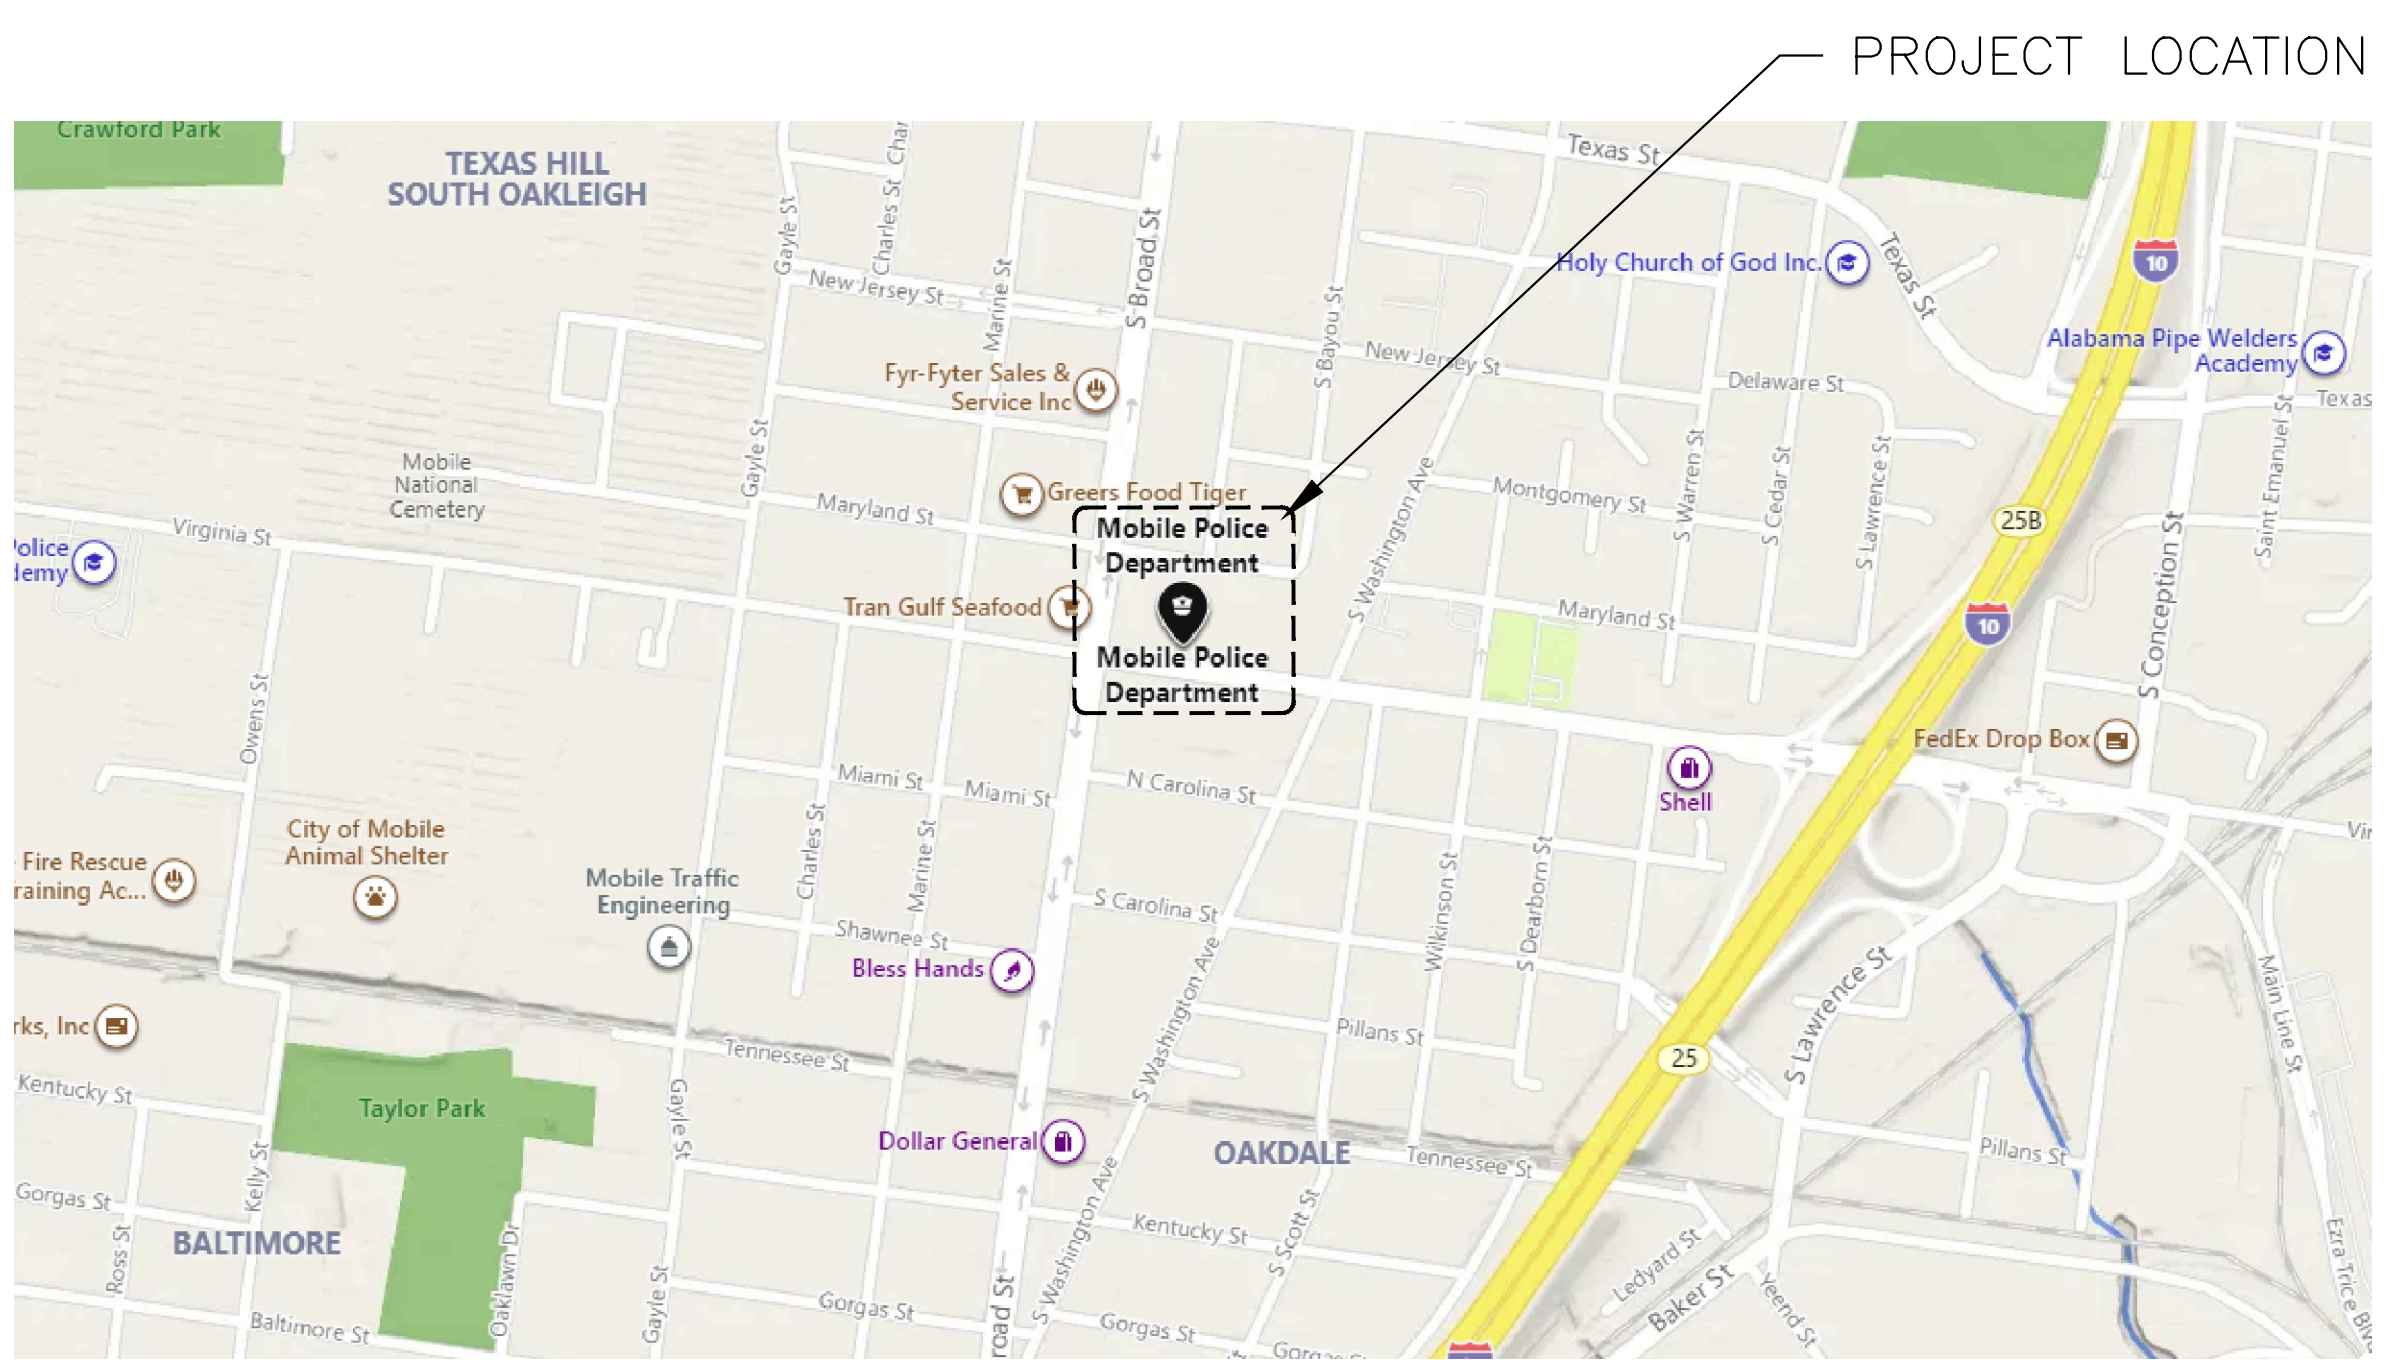 PROJECT LOCATION
Crawford Park
TEXAS HILL
SOUTH OAKLEIGH
Texas St
Gayle St
Charles St
Char
Marine St
S Broad St
New Jersey St
Holy Church of God Inc.
Texas St
10
Alabama Pipe Welders
Academy
Texas
S Bayou St
New Jersey St
Delaware St
Fyr-Fyter Sales &
Service Inc
Gayle St
Mobile
National
Cemetery
Greers Food Tiger
Maryland St
Virginia St
olice
demy
Mobile Police
Department
Tran Gulf Seafood
Mobile Police
Department
S Washington Ave
Montgomery St
S Warren St
S Cedar St
S Lawrence St
Saint Emanuel St
25B
S Conception St
Maryland St
10
Owens St
FedEx Drop Box
Shell
Miami St
Miami St
N Carolina St
Vir
City of Mobile
Animal Shelter
Fire Rescue
raining Ac...
Mobile Traffic
Engineering
Charles St
Marine St
Shawnee St
S Carolina St
Wilkinson St
S Dearborn St
Bless Hands
S Lawrence St
Main Line St
rks, Inc
Tennessee St
S Washington Ave
Pillans St
25
Kentucky St
Taylor Park
Gayle St
Dollar General
OAKDALE
Tennessee St
Pillans St
Kelly St
Gorgas St
BALTIMORE
Ross St
Oaklawn Dr
Gayle St
Kentucky St
S Scott St
S Washington Ave
Ledyard St
Baker St
Yeend St
Ezra Trice Blv
Baltimore St
Gorgas St
road St
Gorgas St
Gorgas St